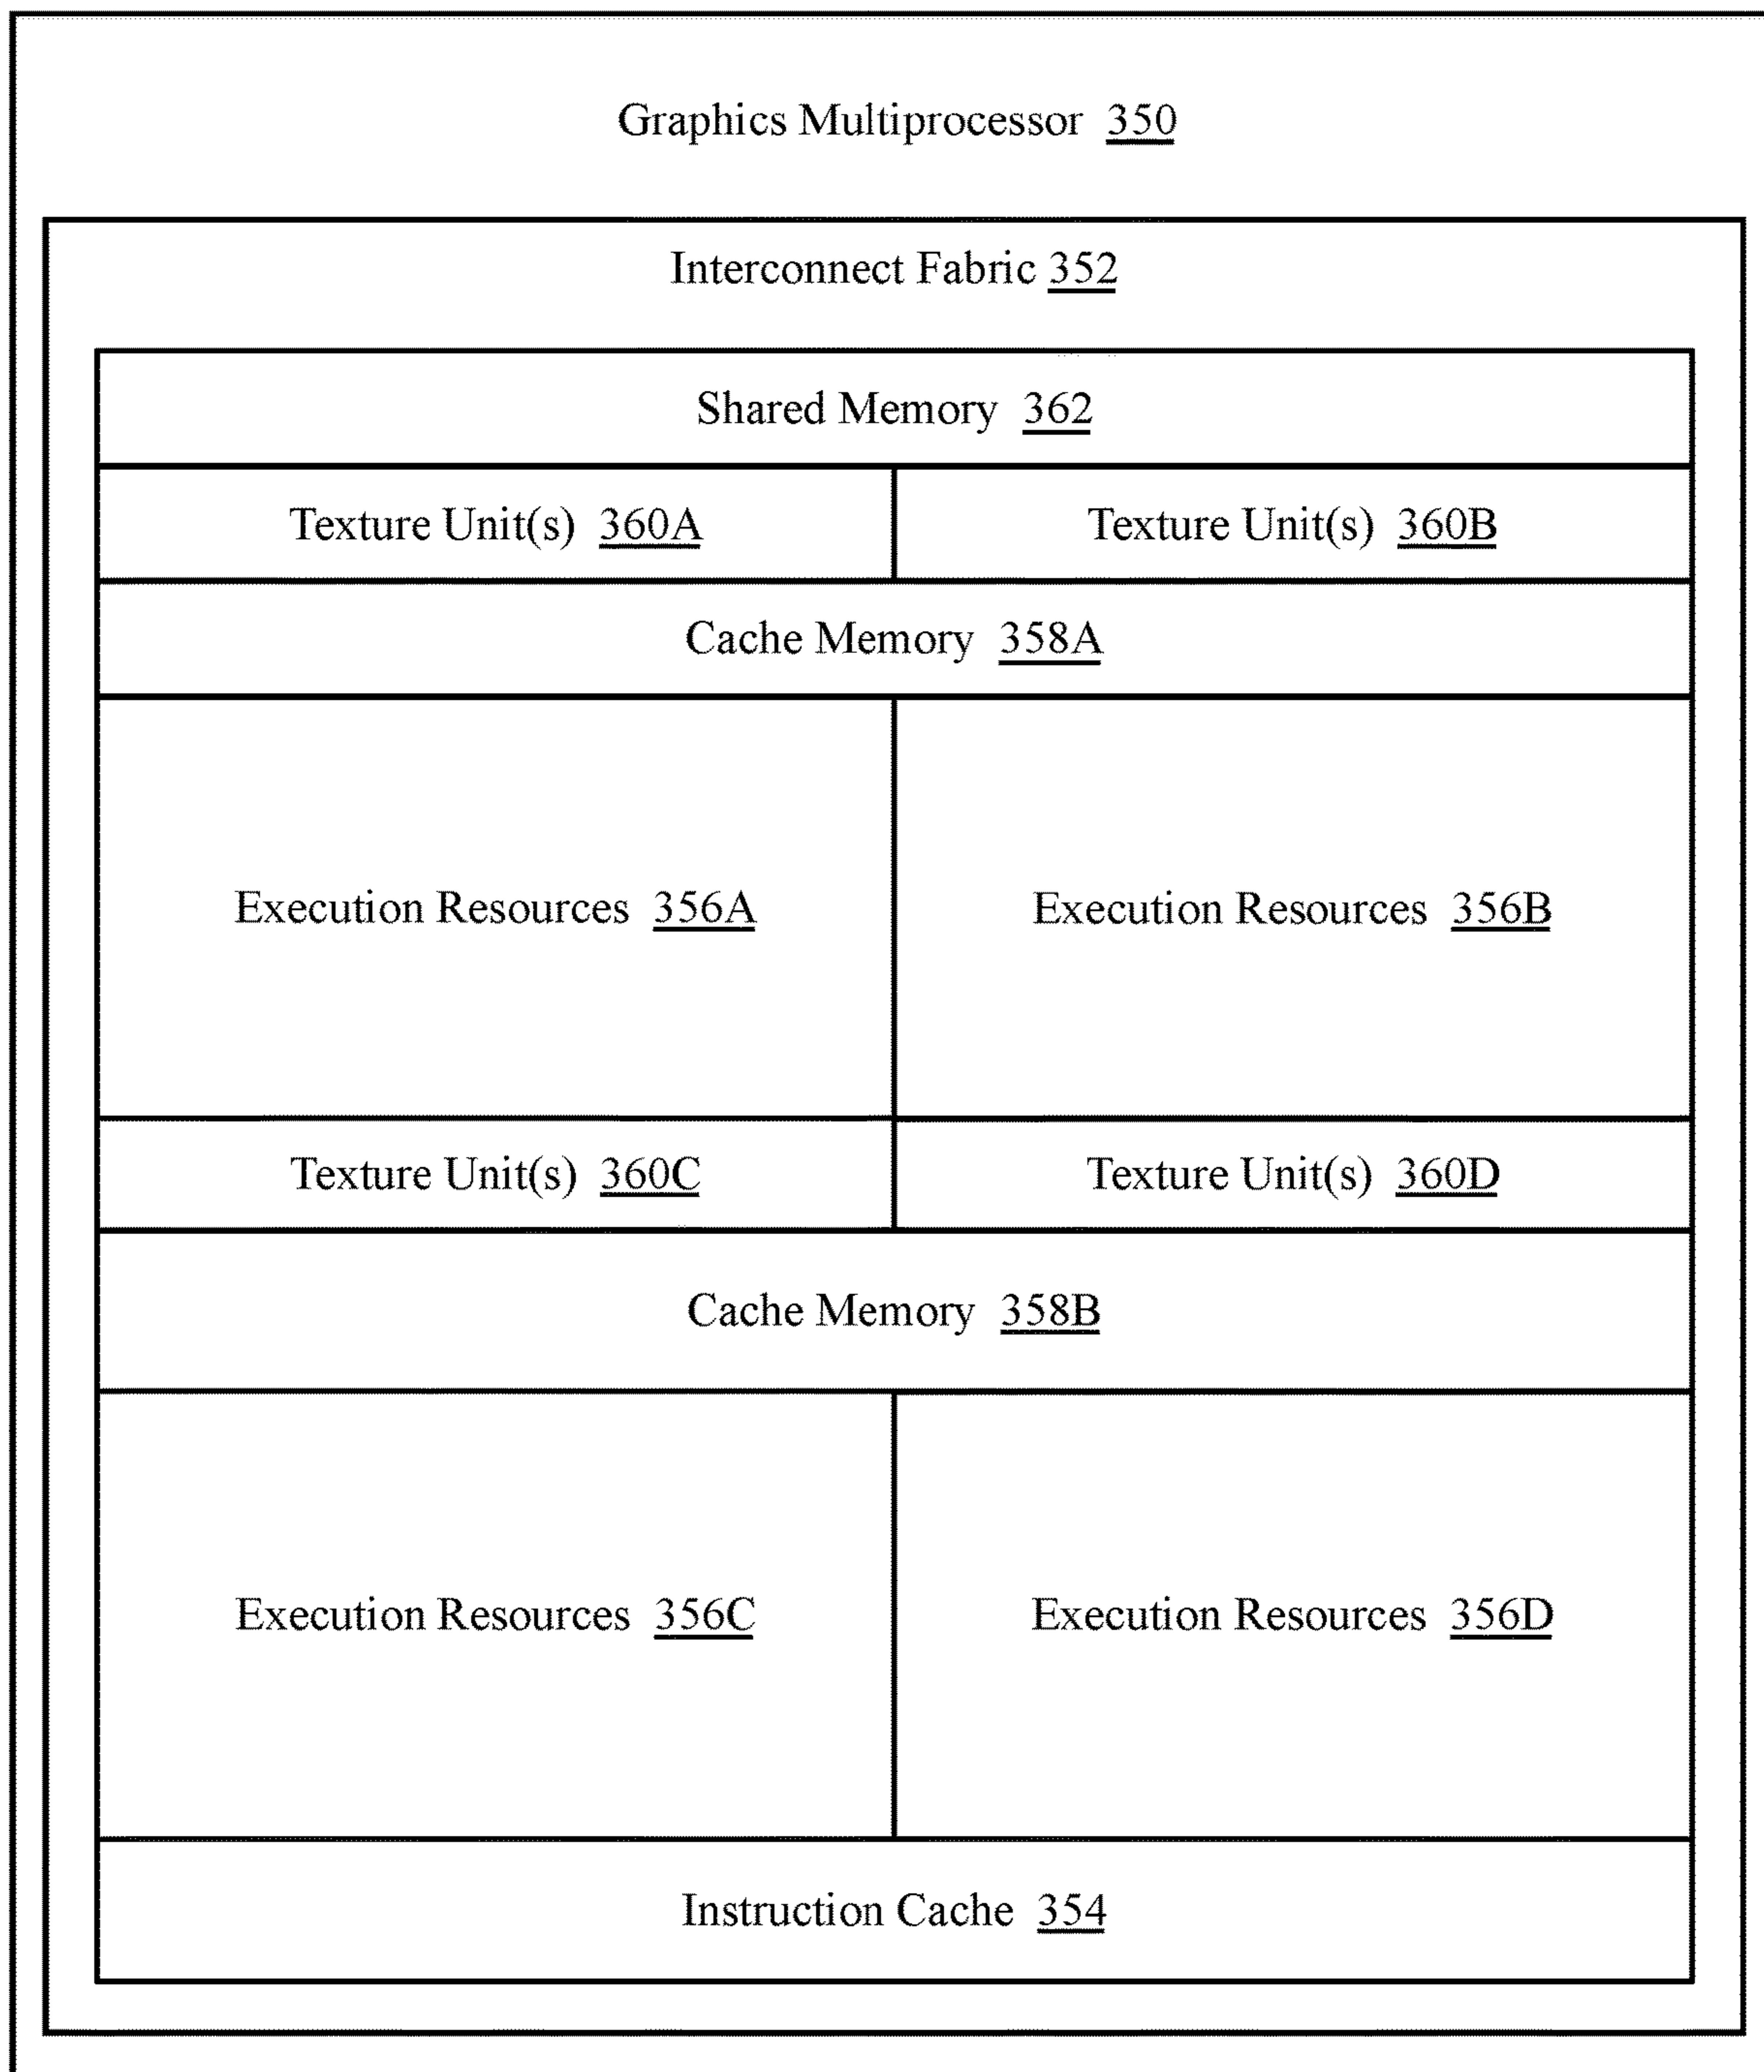 Graphics Multiprocessor 350
Interconnect Fabric 352
Shared Memory 362
Texture Unit(s) 360A
Texture Unit(s) 360B
Cache Memory 358A
Execution Resources 356A
Execution Resources 356B
Texture Unit(s) 360C
Texture Unit(s) 360D
Cache Memory 358B
Execution Resources 356C
Execution Resources 356D
Instruction Cache 354